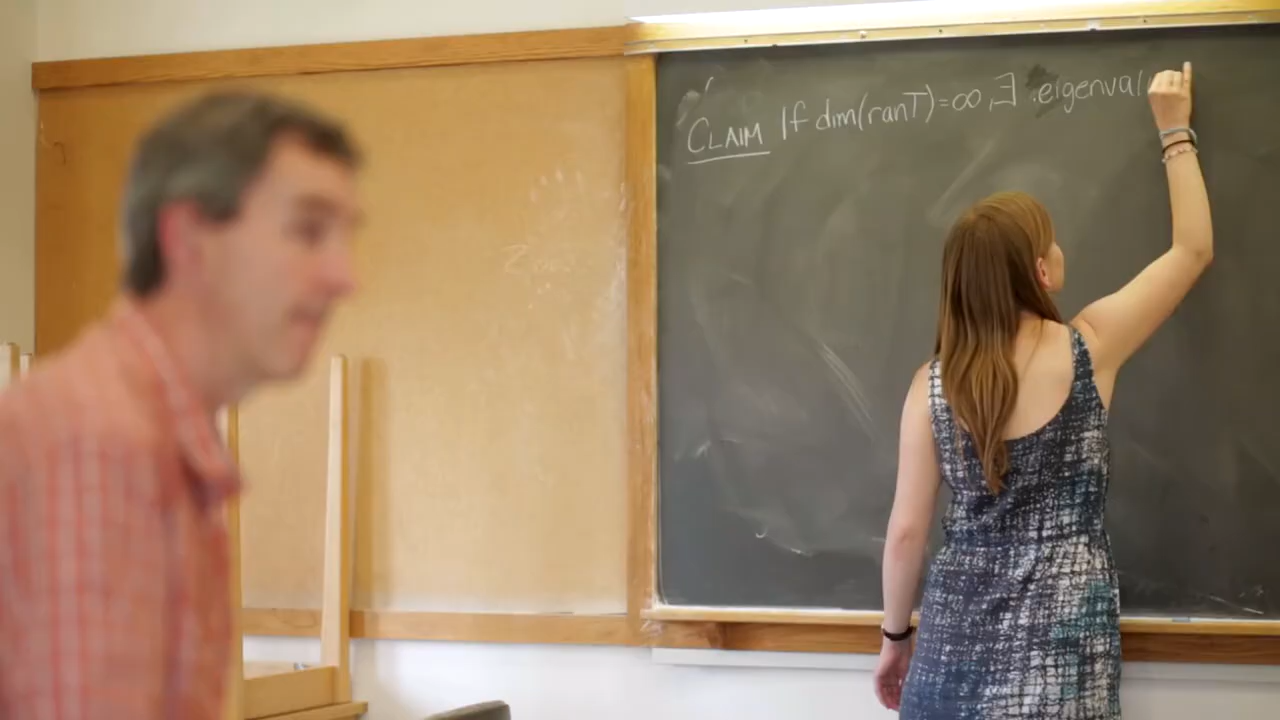 CLAIM If dim(ranT)=∞, ∃ eigenval